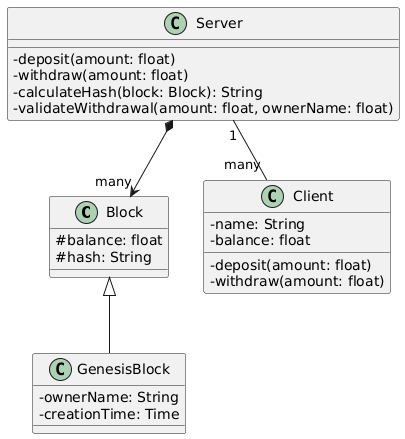 C Server
-deposit(amount: float)
-withdraw(amount: float)
-calculateHash(block: Block): String
-validateWithdrawal(amount: float, ownerName: float)
1
many
many
C Block
#balance: float
#hash: String
C Client
-name: String
-balance: float
-deposit(amount: float)
-withdraw(amount: float)
C GenesisBlock
-ownerName: String
-creationTime: Time